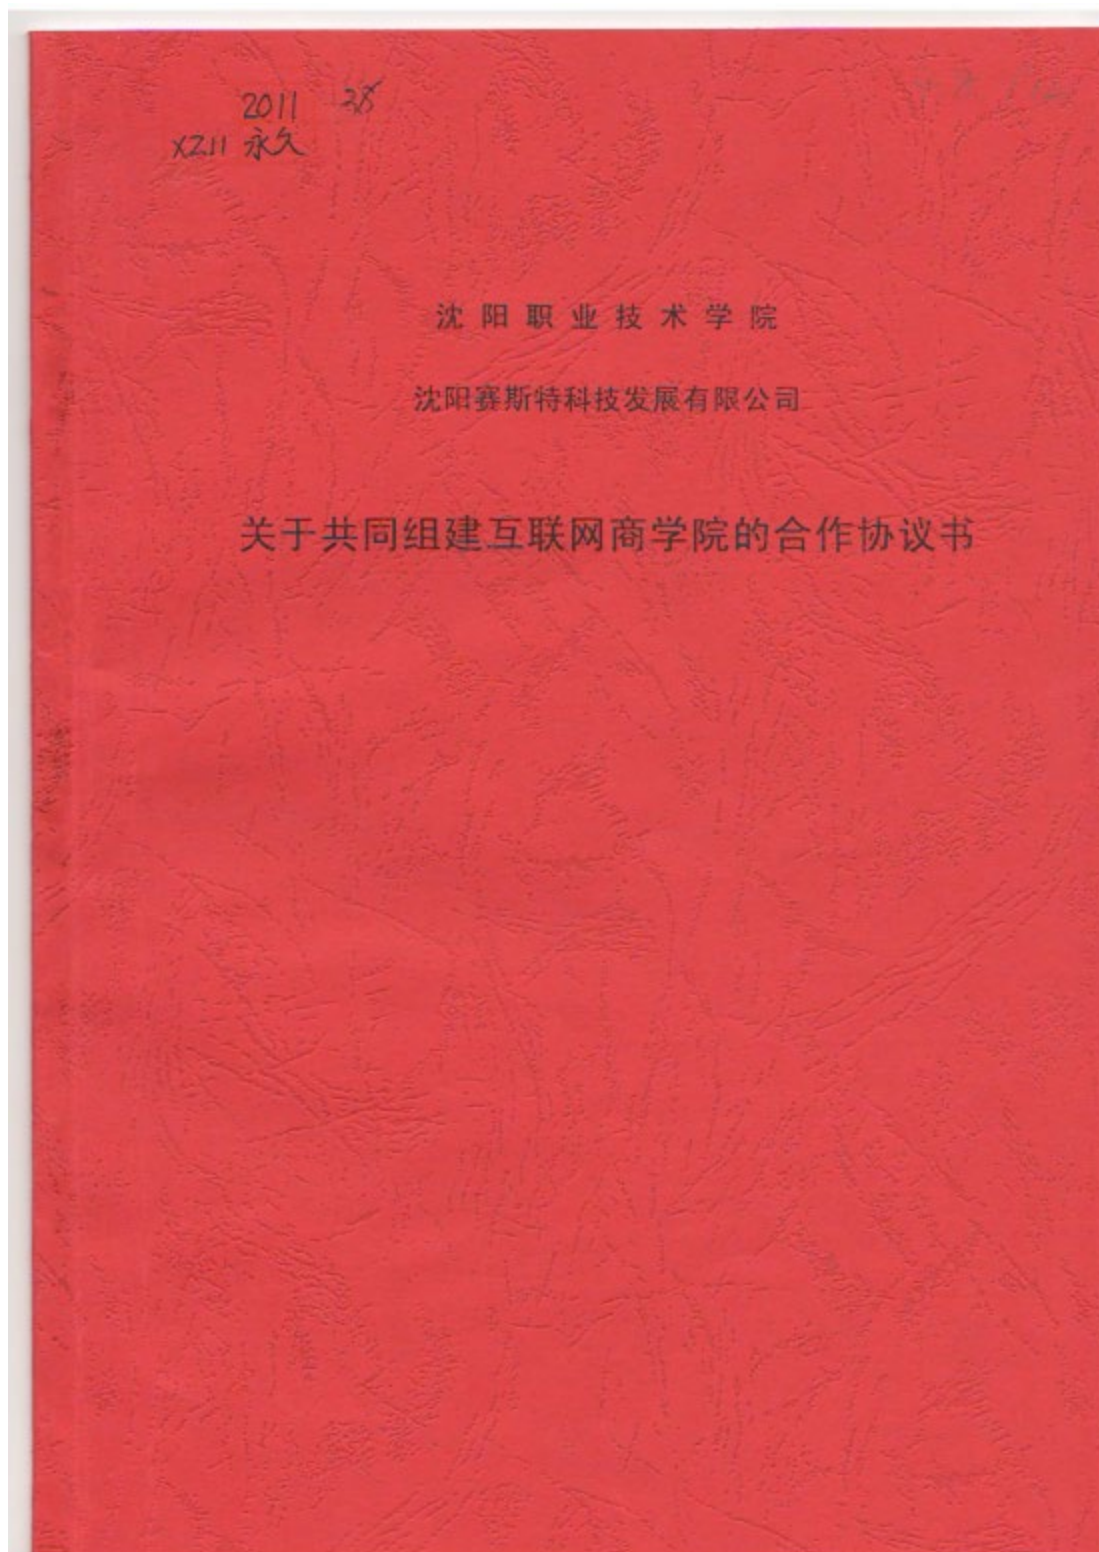 2011
X211 永久
沈阳职业技术学院
沈阳赛斯特科技发展有限公司
关于共同组建互联网商学院的合作协议书